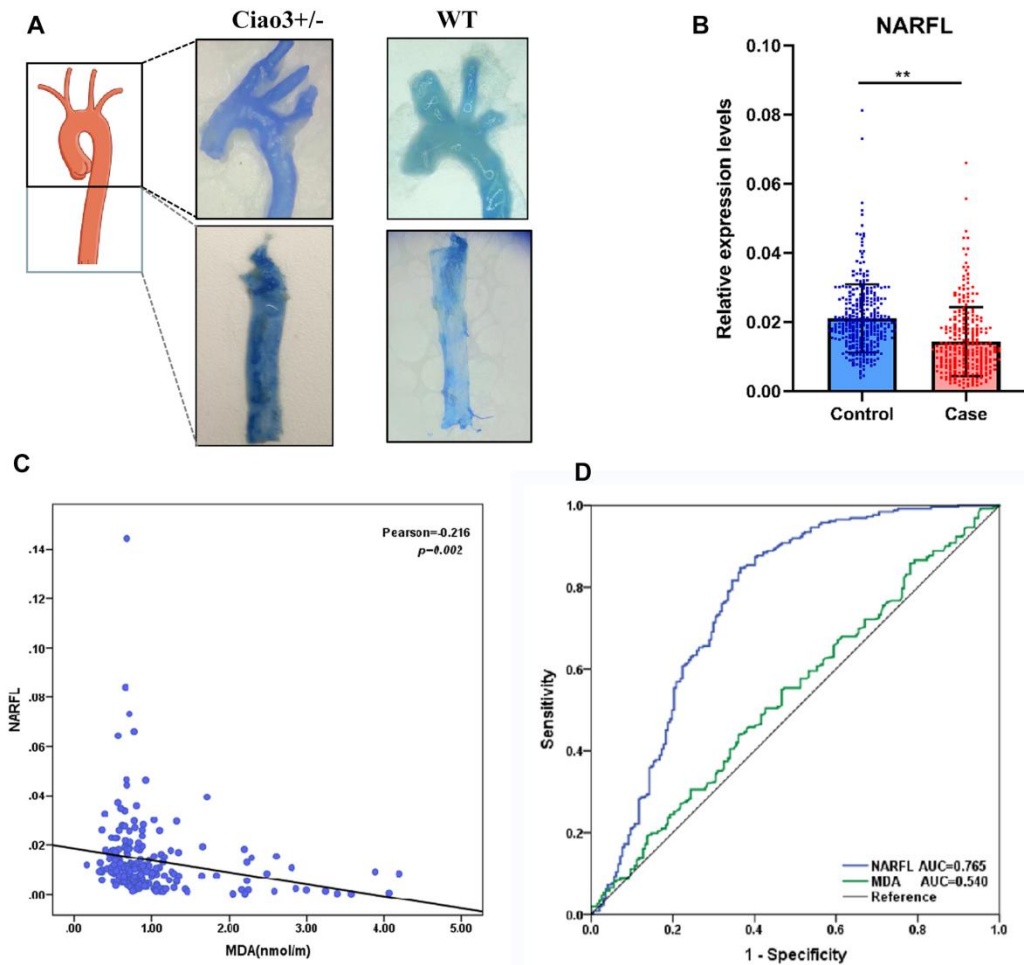 A
Ciao3+/-
WT
B
NARFL
**
Relative expression levels
0.10
0.08
0.06
0.04
0.02
0.00
Control
Case
C
Pearson=-0.216
p=0.002
NARFL
.14
.12
.10
.08
.06
.04
.02
.00
.00 1.00 2.00 3.00 4.00 5.00
MDA(nmol/m)
D
Sensitivity
1.0
0.8
0.6
0.4
0.2
0.0
0.0 0.2 0.4 0.6 0.8 1.0
1 - Specificity
NARFL AUC=0.765
MDA AUC=0.540
Reference